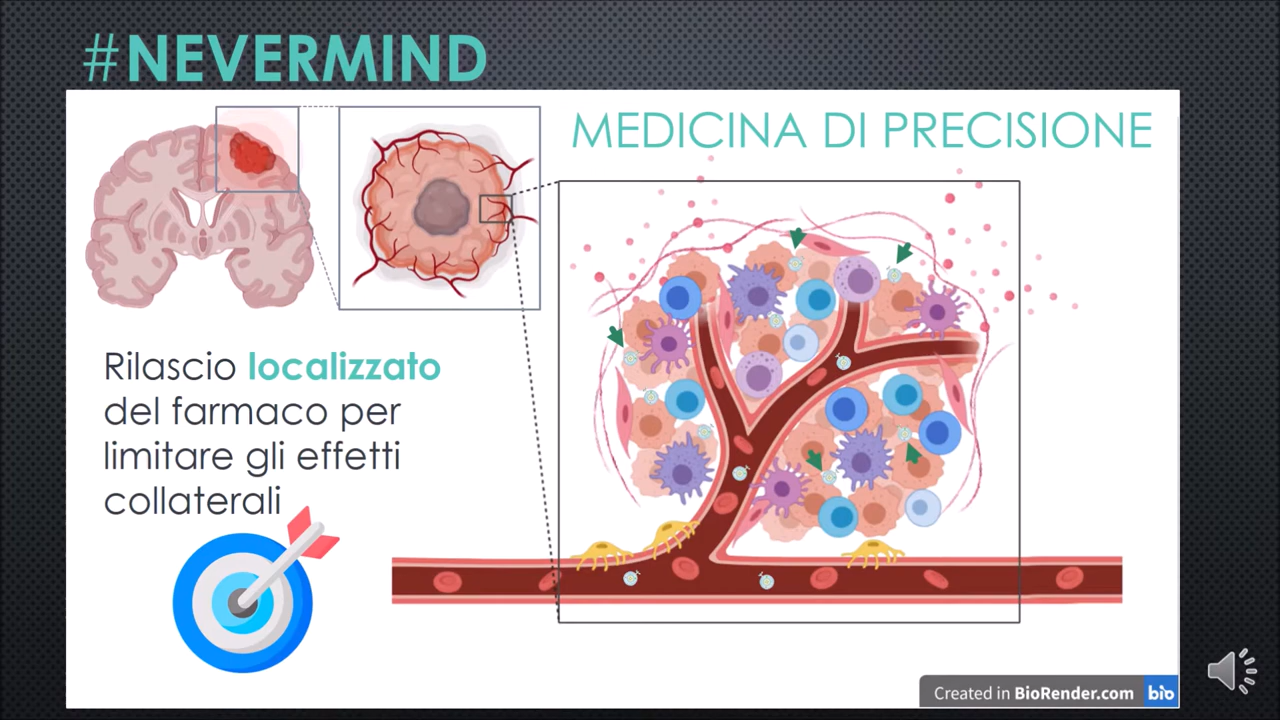 #NEVERMIND
MEDICINA DI PRECISIONE
Rilascio localizzato
del farmaco per
limitare gli effetti
collaterali
Created in BioRender.com bio